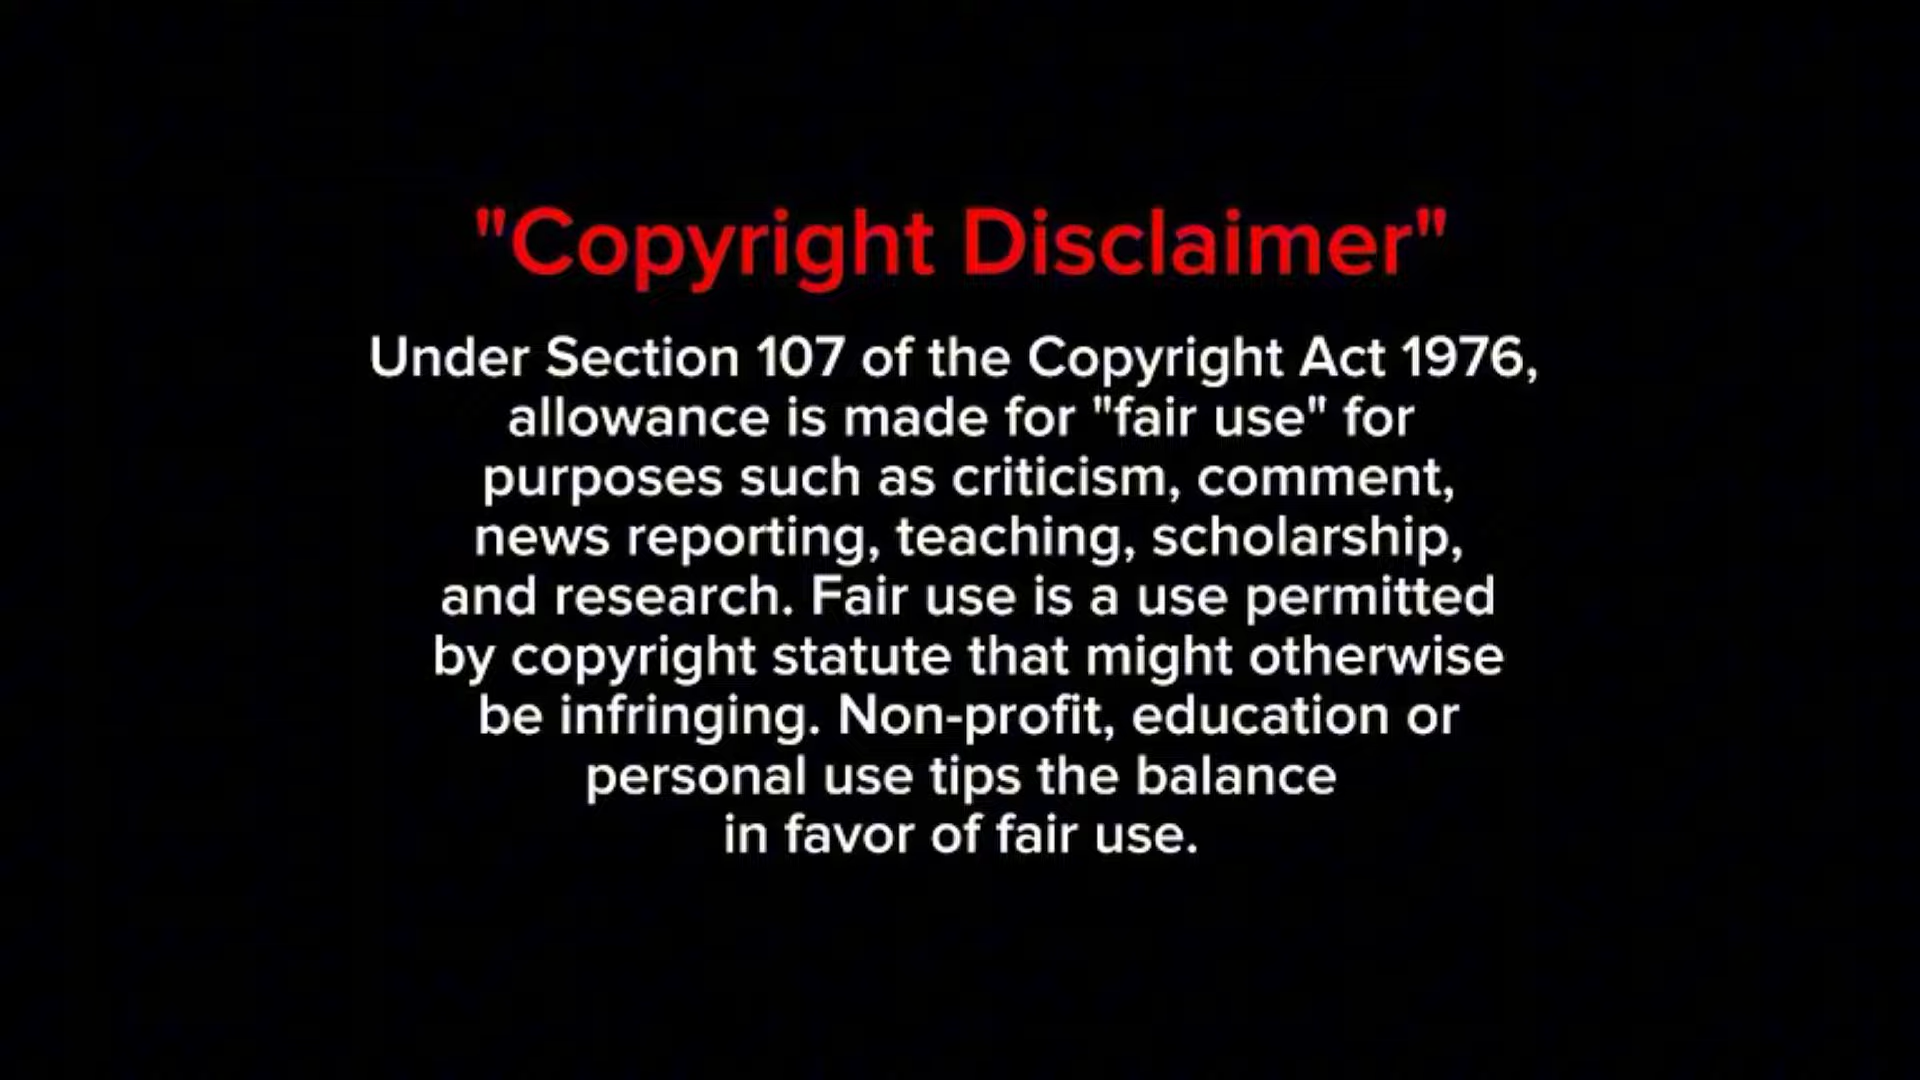 "Copyright Disclaimer"
Under Section 107 of the Copyright Act 1976,
allowance is made for "fair use" for
purposes such as criticism, comment,
news reporting, teaching, scholarship,
and research. Fair use is a use permitted
by copyright statute that might otherwise
be infringing. Non-profit, education or
personal use tips the balance
in favor of fair use.